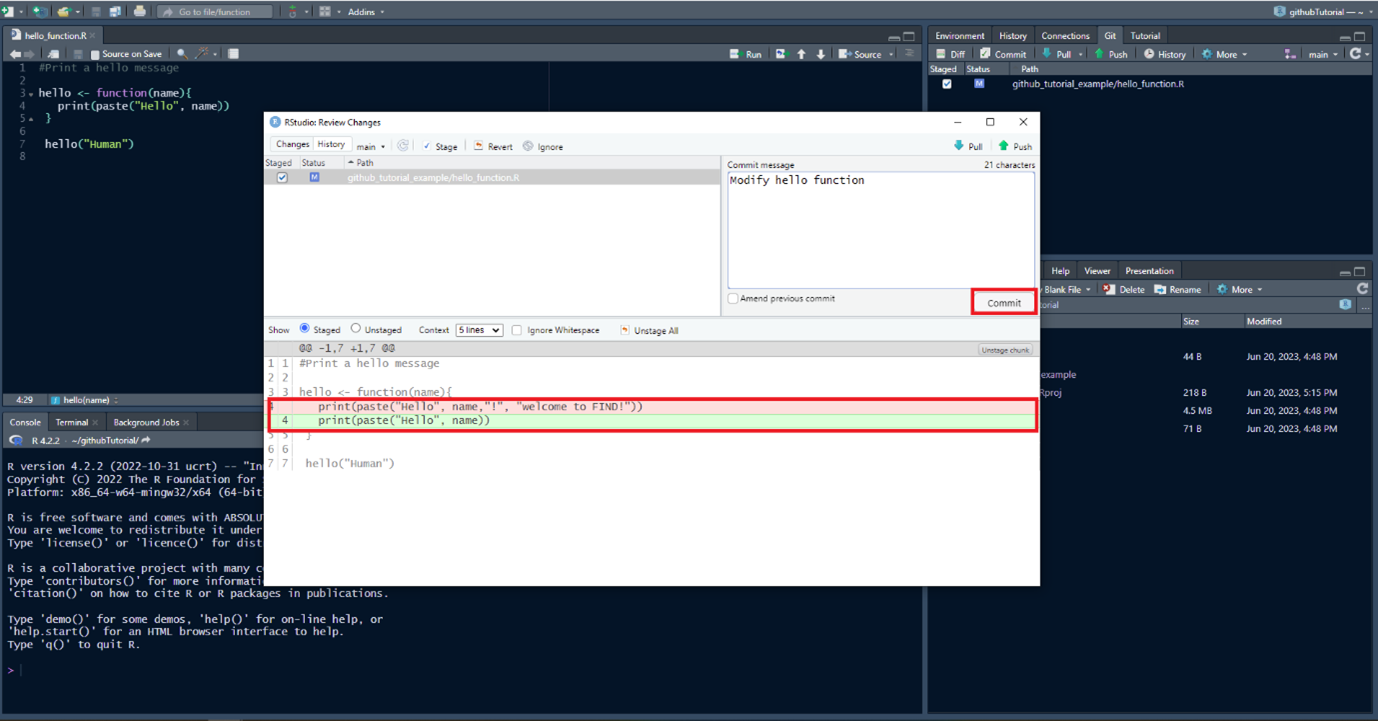 Go to file/function
Addins
githubTutorial — ~
hello_function.R
Source on Save
Run
Source
1 #Print a hello message
2
3 hello <- function(name){
4 print(paste("Hello", name))
5 }
6
7 hello("Human")
8
4:29
hello(name)
Environment History Connections Git Tutorial
Diff Commit Pull Push History More main
Staged Status Path
M github_tutorial_example/hello_function.R
RStudio: Review Changes
Changes History main Stage Revert Ignore
Pull Push
Staged Status Path
M github_tutorial_example/hello_function.R
Commit message
21 characters
Modify hello function
Amend previous commit
Commit
Show Staged Unstaged Context 5 lines Ignore Whitespace Unstage All
@@ -1,7 +1,7 @@
Unstage chunk
1 1 #Print a hello message
2 2
3 3 hello <- function(name){
4 print(paste("Hello", name,"!", "welcome to FIND!"))
4 print(paste("Hello", name))
5 5 }
6 6
7 7 hello("Human")
Help Viewer Presentation
Blank File Delete Rename More
orial
Size Modified
44 B Jun 20, 2023, 4:48 PM
example
Rproj 218 B Jun 20, 2023, 5:15 PM
4.5 MB Jun 20, 2023, 4:48 PM
71 B Jun 20, 2023, 4:48 PM
Console Terminal Background Jobs
R 4.2.2 · ~/githubTutorial/
R version 4.2.2 (2022-10-31 ucrt) -- "In
Copyright (C) 2022 The R Foundation for
Platform: x86_64-w64-mingw32/x64 (64-bit
R is free software and comes with ABSOLU
You are welcome to redistribute it under
Type 'license()' or 'licence()' for dist
R is a collaborative project with many c
Type 'contributors()' for more informati
'citation()' on how to cite R or R packages in publications.
Type 'demo()' for some demos, 'help()' for on-line help, or
'help.start()' for an HTML browser interface to help.
Type 'q()' to quit R.
>